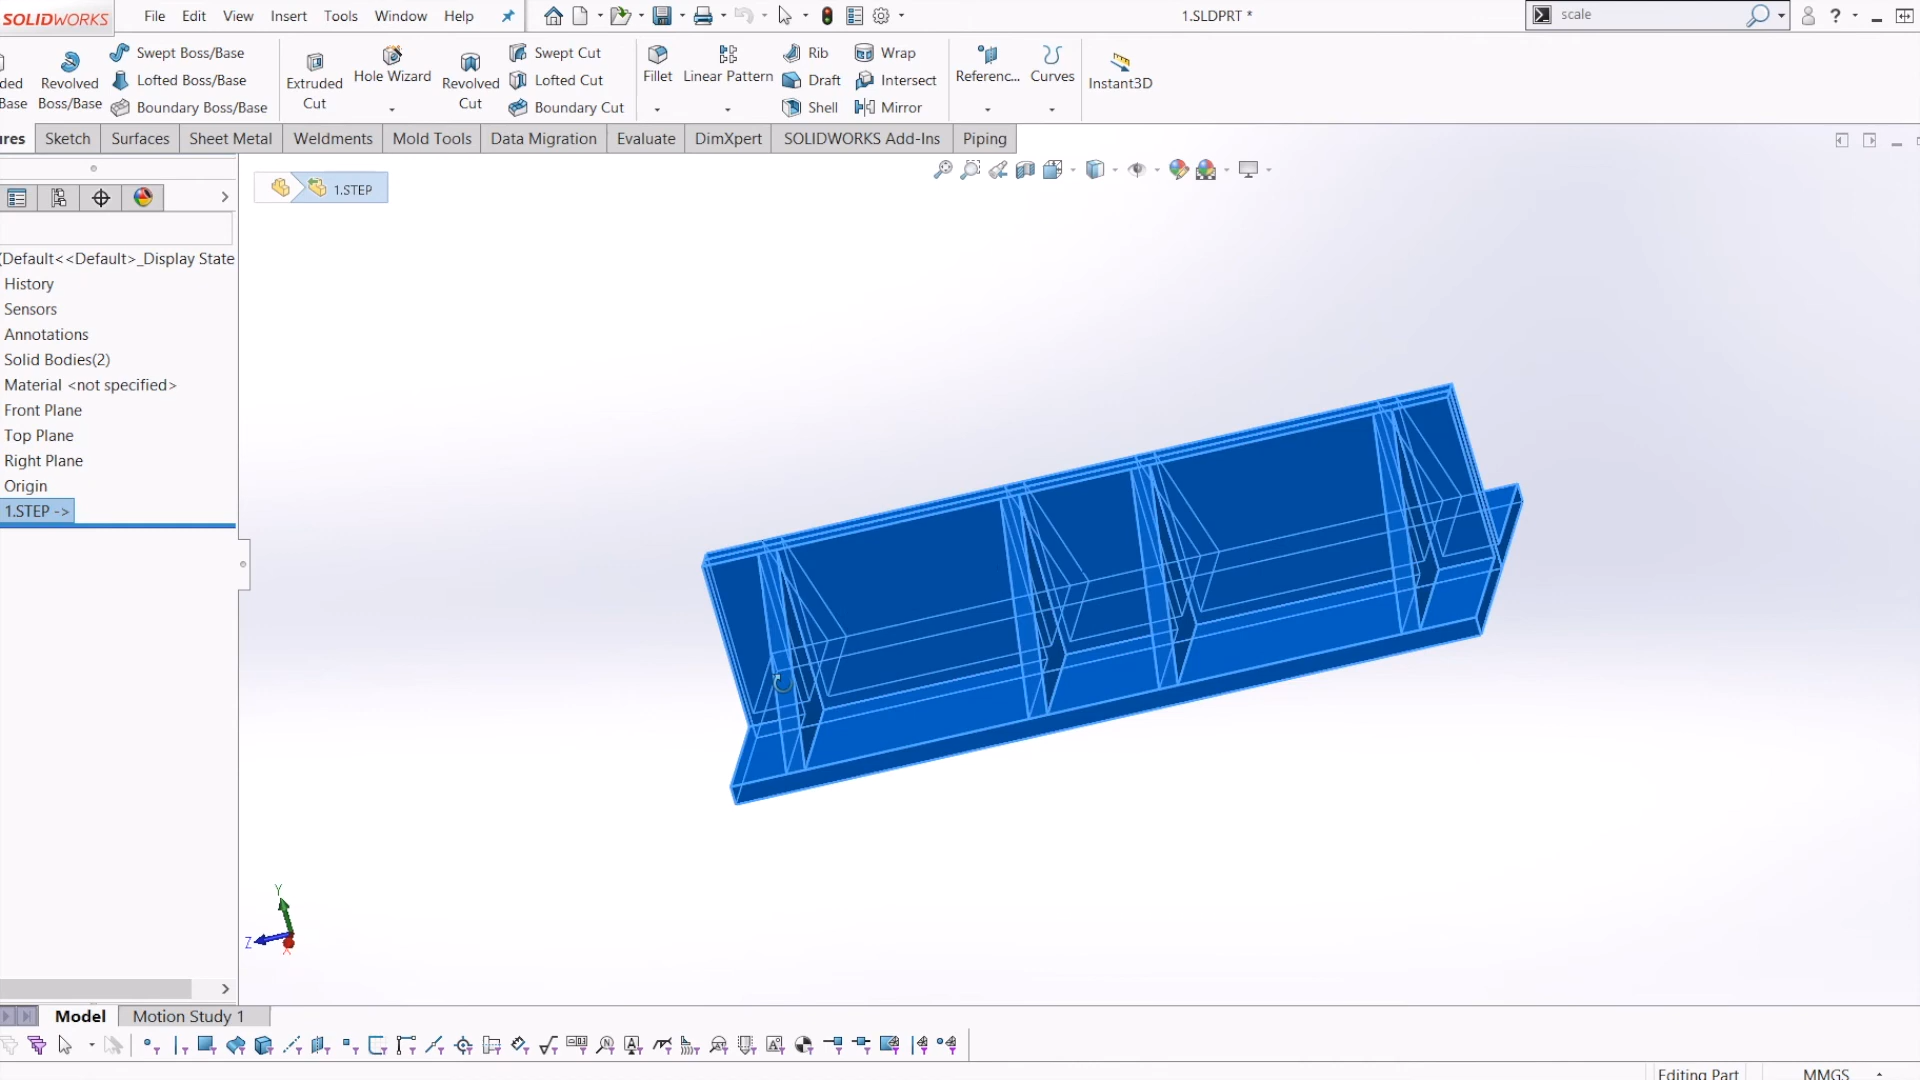 SOLIDWORKS File Edit View Insert Tools Window Help 1.SLDPRT * scale ?
ded Base
Revolved Boss/Base
Swept Boss/Base
Lofted Boss/Base
Boundary Boss/Base
Extruded Cut
Hole Wizard
Revolved Cut
Swept Cut
Lofted Cut
Boundary Cut
Fillet
Linear Pattern
Rib
Draft
Shell
Wrap
Intersect
Mirror
Referenc...
Curves
Instant3D
res Sketch Surfaces Sheet Metal Weldments Mold Tools Data Migration Evaluate DimXpert SOLIDWORKS Add-Ins Piping
1.STEP
(Default<<Default>_Display State
History
Sensors
Annotations
Solid Bodies(2)
Material <not specified>
Front Plane
Top Plane
Right Plane
Origin
1.STEP ->
Y
Z
X
Model Motion Study 1
Editing Part MMGS